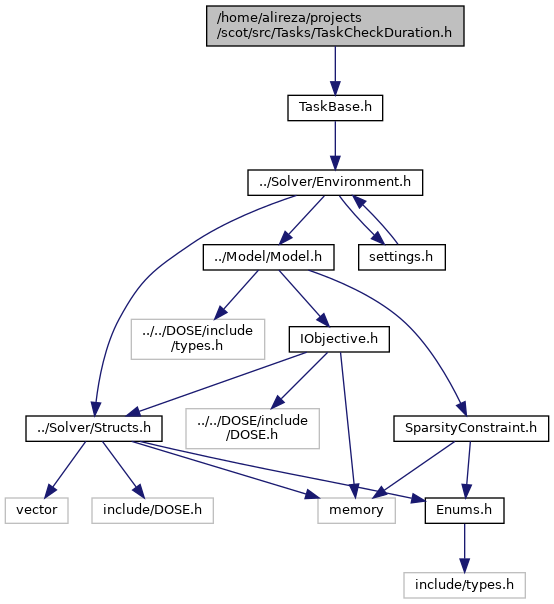 /home/alireza/projects
/scot/src/Tasks/TaskCheckDuration.h
TaskBase.h
../Solver/Environment.h
../Model/Model.h
settings.h
../../DOSE/include
/types.h
IObjective.h
../Solver/Structs.h
../../DOSE/include
/DOSE.h
SparsityConstraint.h
vector
include/DOSE.h
memory
Enums.h
include/types.h